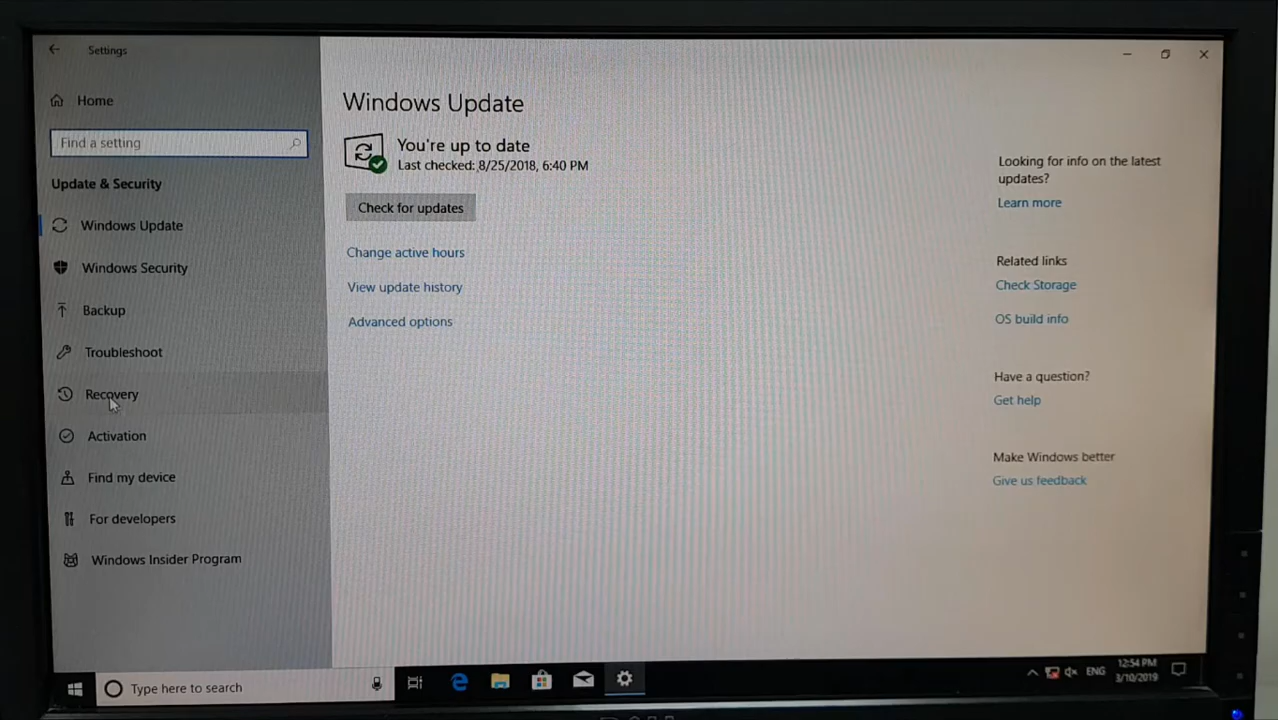 Settings
Home
Find a setting
Update & Security
Windows Update
Windows Security
Backup
Troubleshoot
Recovery
Activation
Find my device
For developers
Windows Insider Program
Windows Update
You're up to date
Last checked: 8/25/2018, 6:40 PM
Check for updates
Change active hours
View update history
Advanced options
Looking for info on the latest
updates?
Learn more
Related links
Check Storage
OS build info
Have a question?
Get help
Make Windows better
Give us feedback
Type here to search
ENG
12:54 PM
3/10/2019